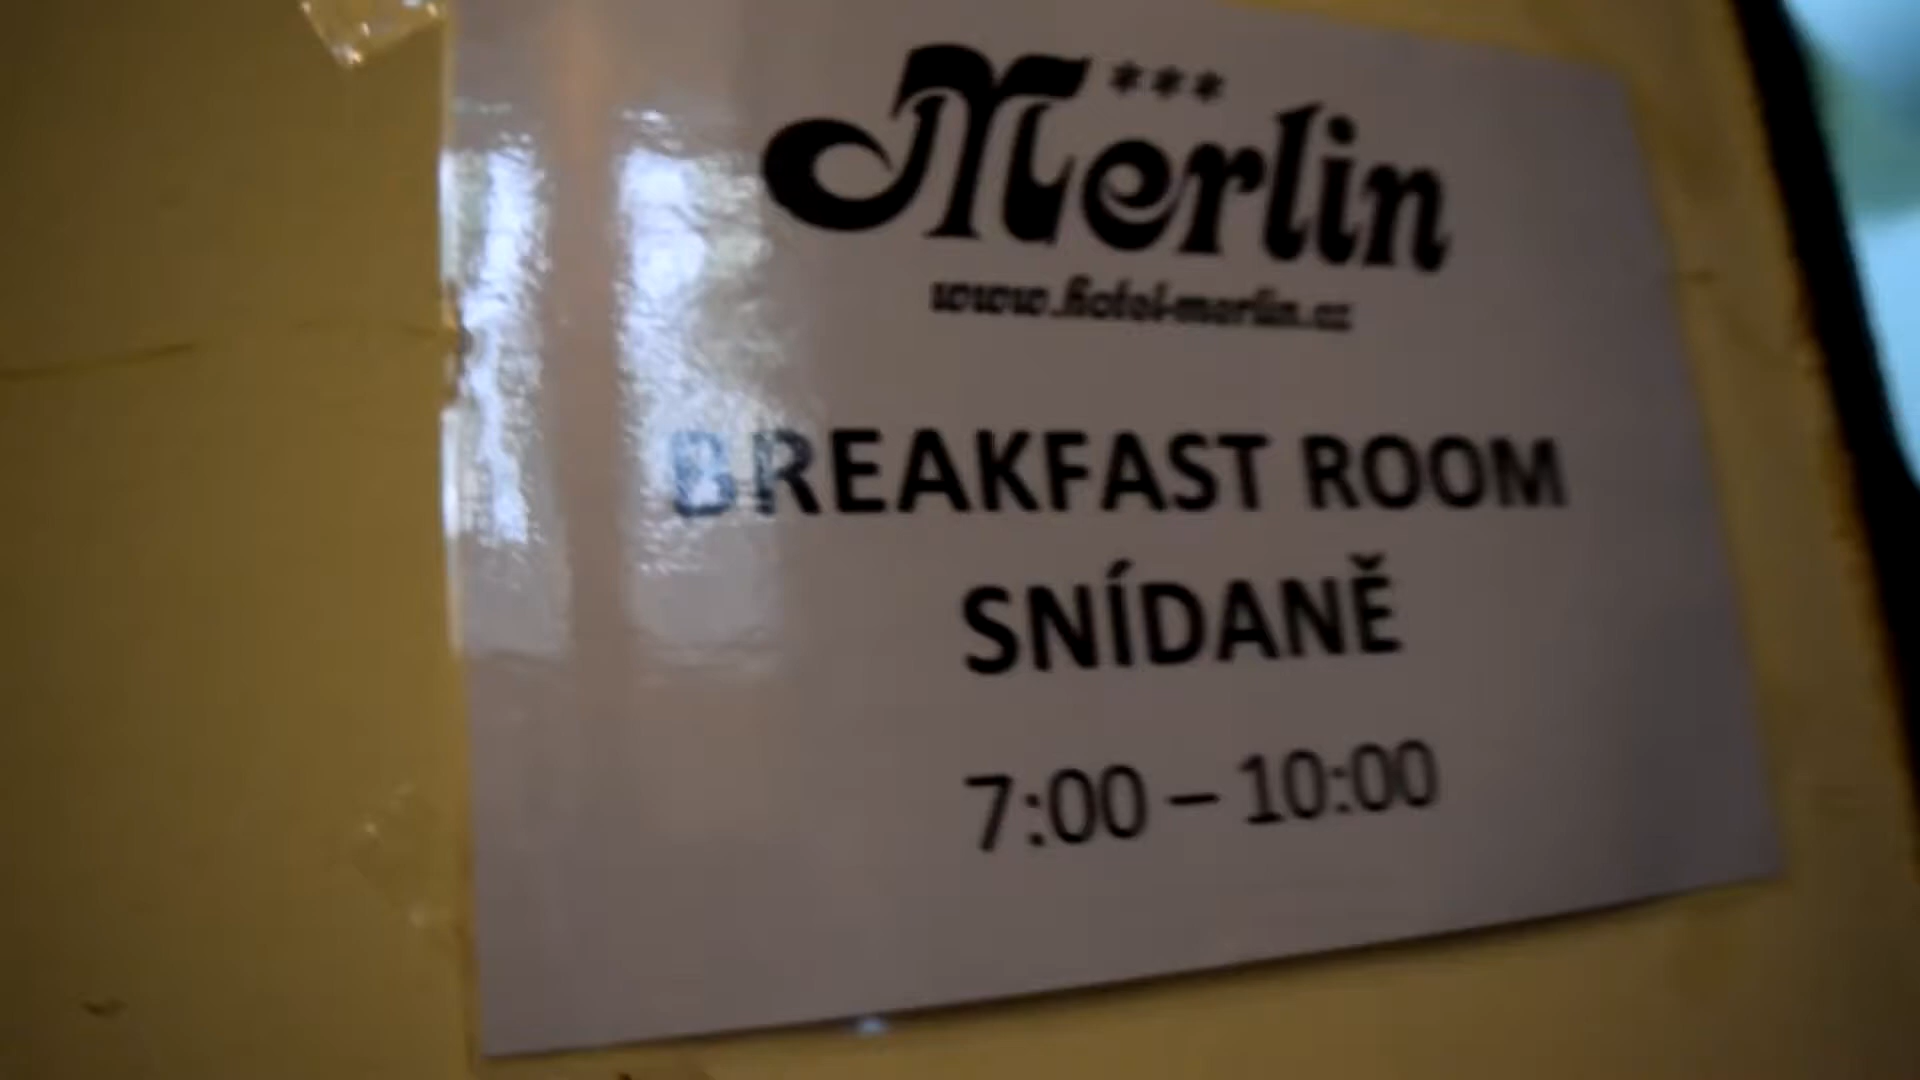 Merlin ***
www.hotel-merlin.cz
BREAKFAST ROOM
SNÍDANĚ
7:00 – 10:00